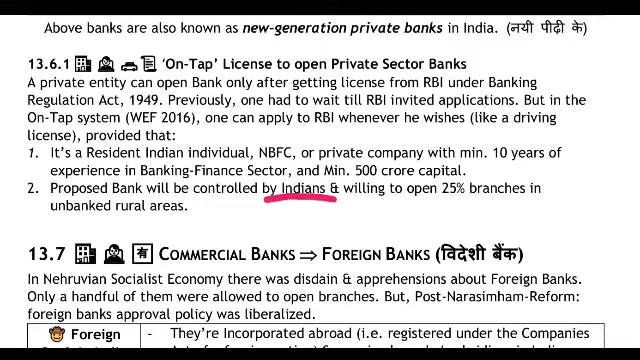 Above banks are also known as new-generation private banks in India. (नयी पीढ़ी के)
13.6.1 'On-Tap' License to open Private Sector Banks
A private entity can open Bank only after getting license from RBI under Banking
Regulation Act, 1949. Previously, one had to wait till RBI invited applications. But in the
On-Tap system (WEF 2016), one can apply to RBI whenever he wishes (like a driving
license), provided that:
1. It's a Resident Indian individual, NBFC, or private company with min. 10 years of
experience in Banking-Finance Sector, and Min. 500 crore capital.
2. Proposed Bank will be controlled by Indians & willing to open 25% branches in
unbanked rural areas.
13.7 有 COMMERCIAL BANKS ⇒ FOREIGN BANKS (विदेशी बैंक)
In Nehruvian Socialist Economy there was disdain & apprehensions about Foreign Banks.
Only a handful of them were allowed to open branches. But, Post-Narasimham-Reform:
foreign banks approval policy was liberalized.
Foreign - They're Incorporated abroad (i.e. registered under the Companies